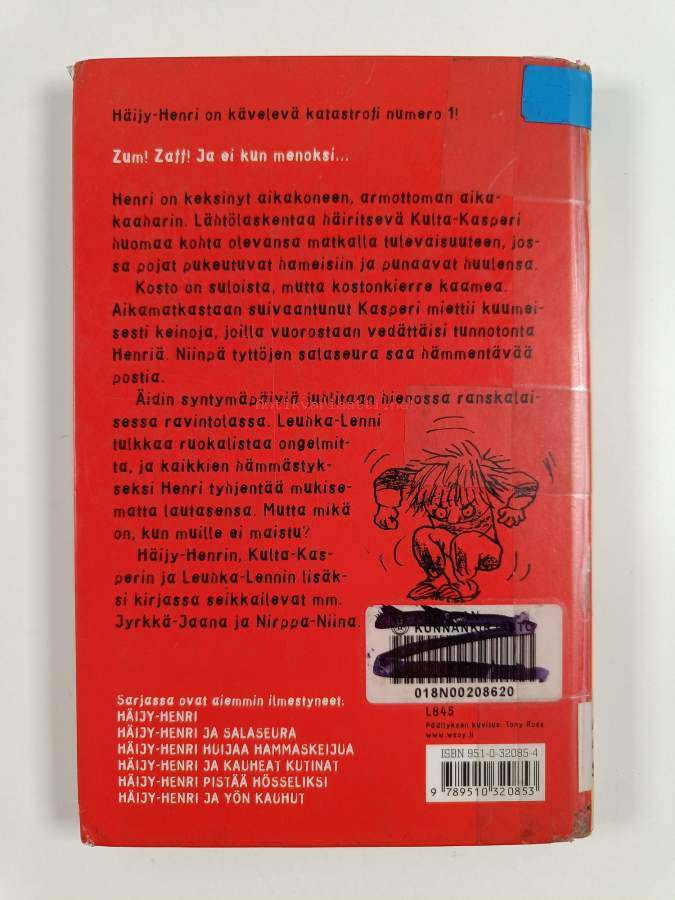 Häijy-Henri on kävelevä katastrofi numero 1!
Zum! Zaff! Ja ei kun menoksi...
Henri on keksinyt aikakoneen, armottoman aika-
kaaharin. Lähtölaskentaa häiritsevä Kulta-Kasperi
huomaa kohta olevansa matkalla tulevaisuuteen, jos-
sa pojat pukeutuvat hameisiin ja punaavat huulensa.
Kosto on suloista, mutta kostonkierre kaamea.
Aikamatkastaan suivaantunut Kasperi miettii kuumei-
sesti keinoja, joilla vuorostaan vedättäisi tunnotonta
Henriä. Niinpä tyttöjen salaseura saa hämmentävää
postia.
Äidin syntymäpäiviä juhlitaan hienossa ranskalai-
sessa ravintolassa. Leuhka-Lenni
tulkkaa ruokalistaa ongelmit-
ta, ja kaikkien hämmästyk-
seksi Henri tyhjentää mukise-
matta lautasensa. Mutta mikä
on, kun muille ei maistu?
Häijy-Henrin, Kulta-Kas-
perin ja Leuhka-Lennin lisäk-
si kirjassa seikkailevat mm.
Jyrkkä-Jaana ja Nirppa-Niina.
KUNNANKIRJASTO
018N00208620
L845
Päällyksen kuvitus: Tony Ross
www.wsoy.fi
Sarjassa ovat aiemmin ilmestyneet:
HÄIJY-HENRI
HÄIJY-HENRI JA SALASEURA
HÄIJY-HENRI HUIJAA HAMMASKEIJUA
HÄIJY-HENRI JA KAUHEAT KUTINAT
HÄIJY-HENRI PISTÄÄ HÖSSELIKSI
HÄIJY-HENRI JA YÖN KAUHUT
ISBN 951-0-32085-4
9 789510 320853